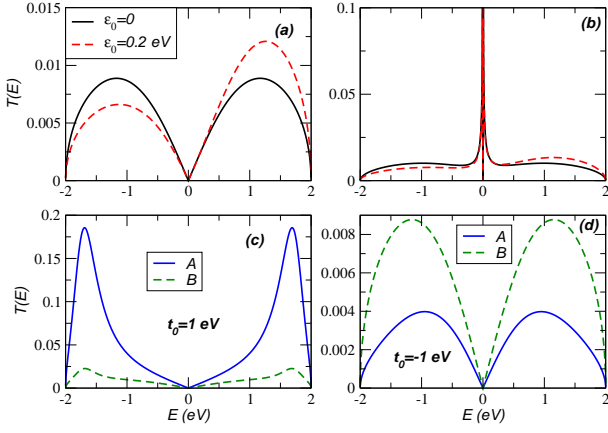 0.015
0.01
0.005
0
T(E)
ε₀=0
ε₀=0.2 eV
(a)
-2 -1 0 1 2
0.1
0.05
0
(b)
-2 -1 0 1 2
0.2
0.15
0.1
0.05
0
T(E)
A
B
(c)
t₀=1 eV
-2 -1 0 1 2
E (eV)
0.008
0.006
0.004
0.002
0
A
B
(d)
t₀=-1 eV
-2 -1 0 1 2
E (eV)